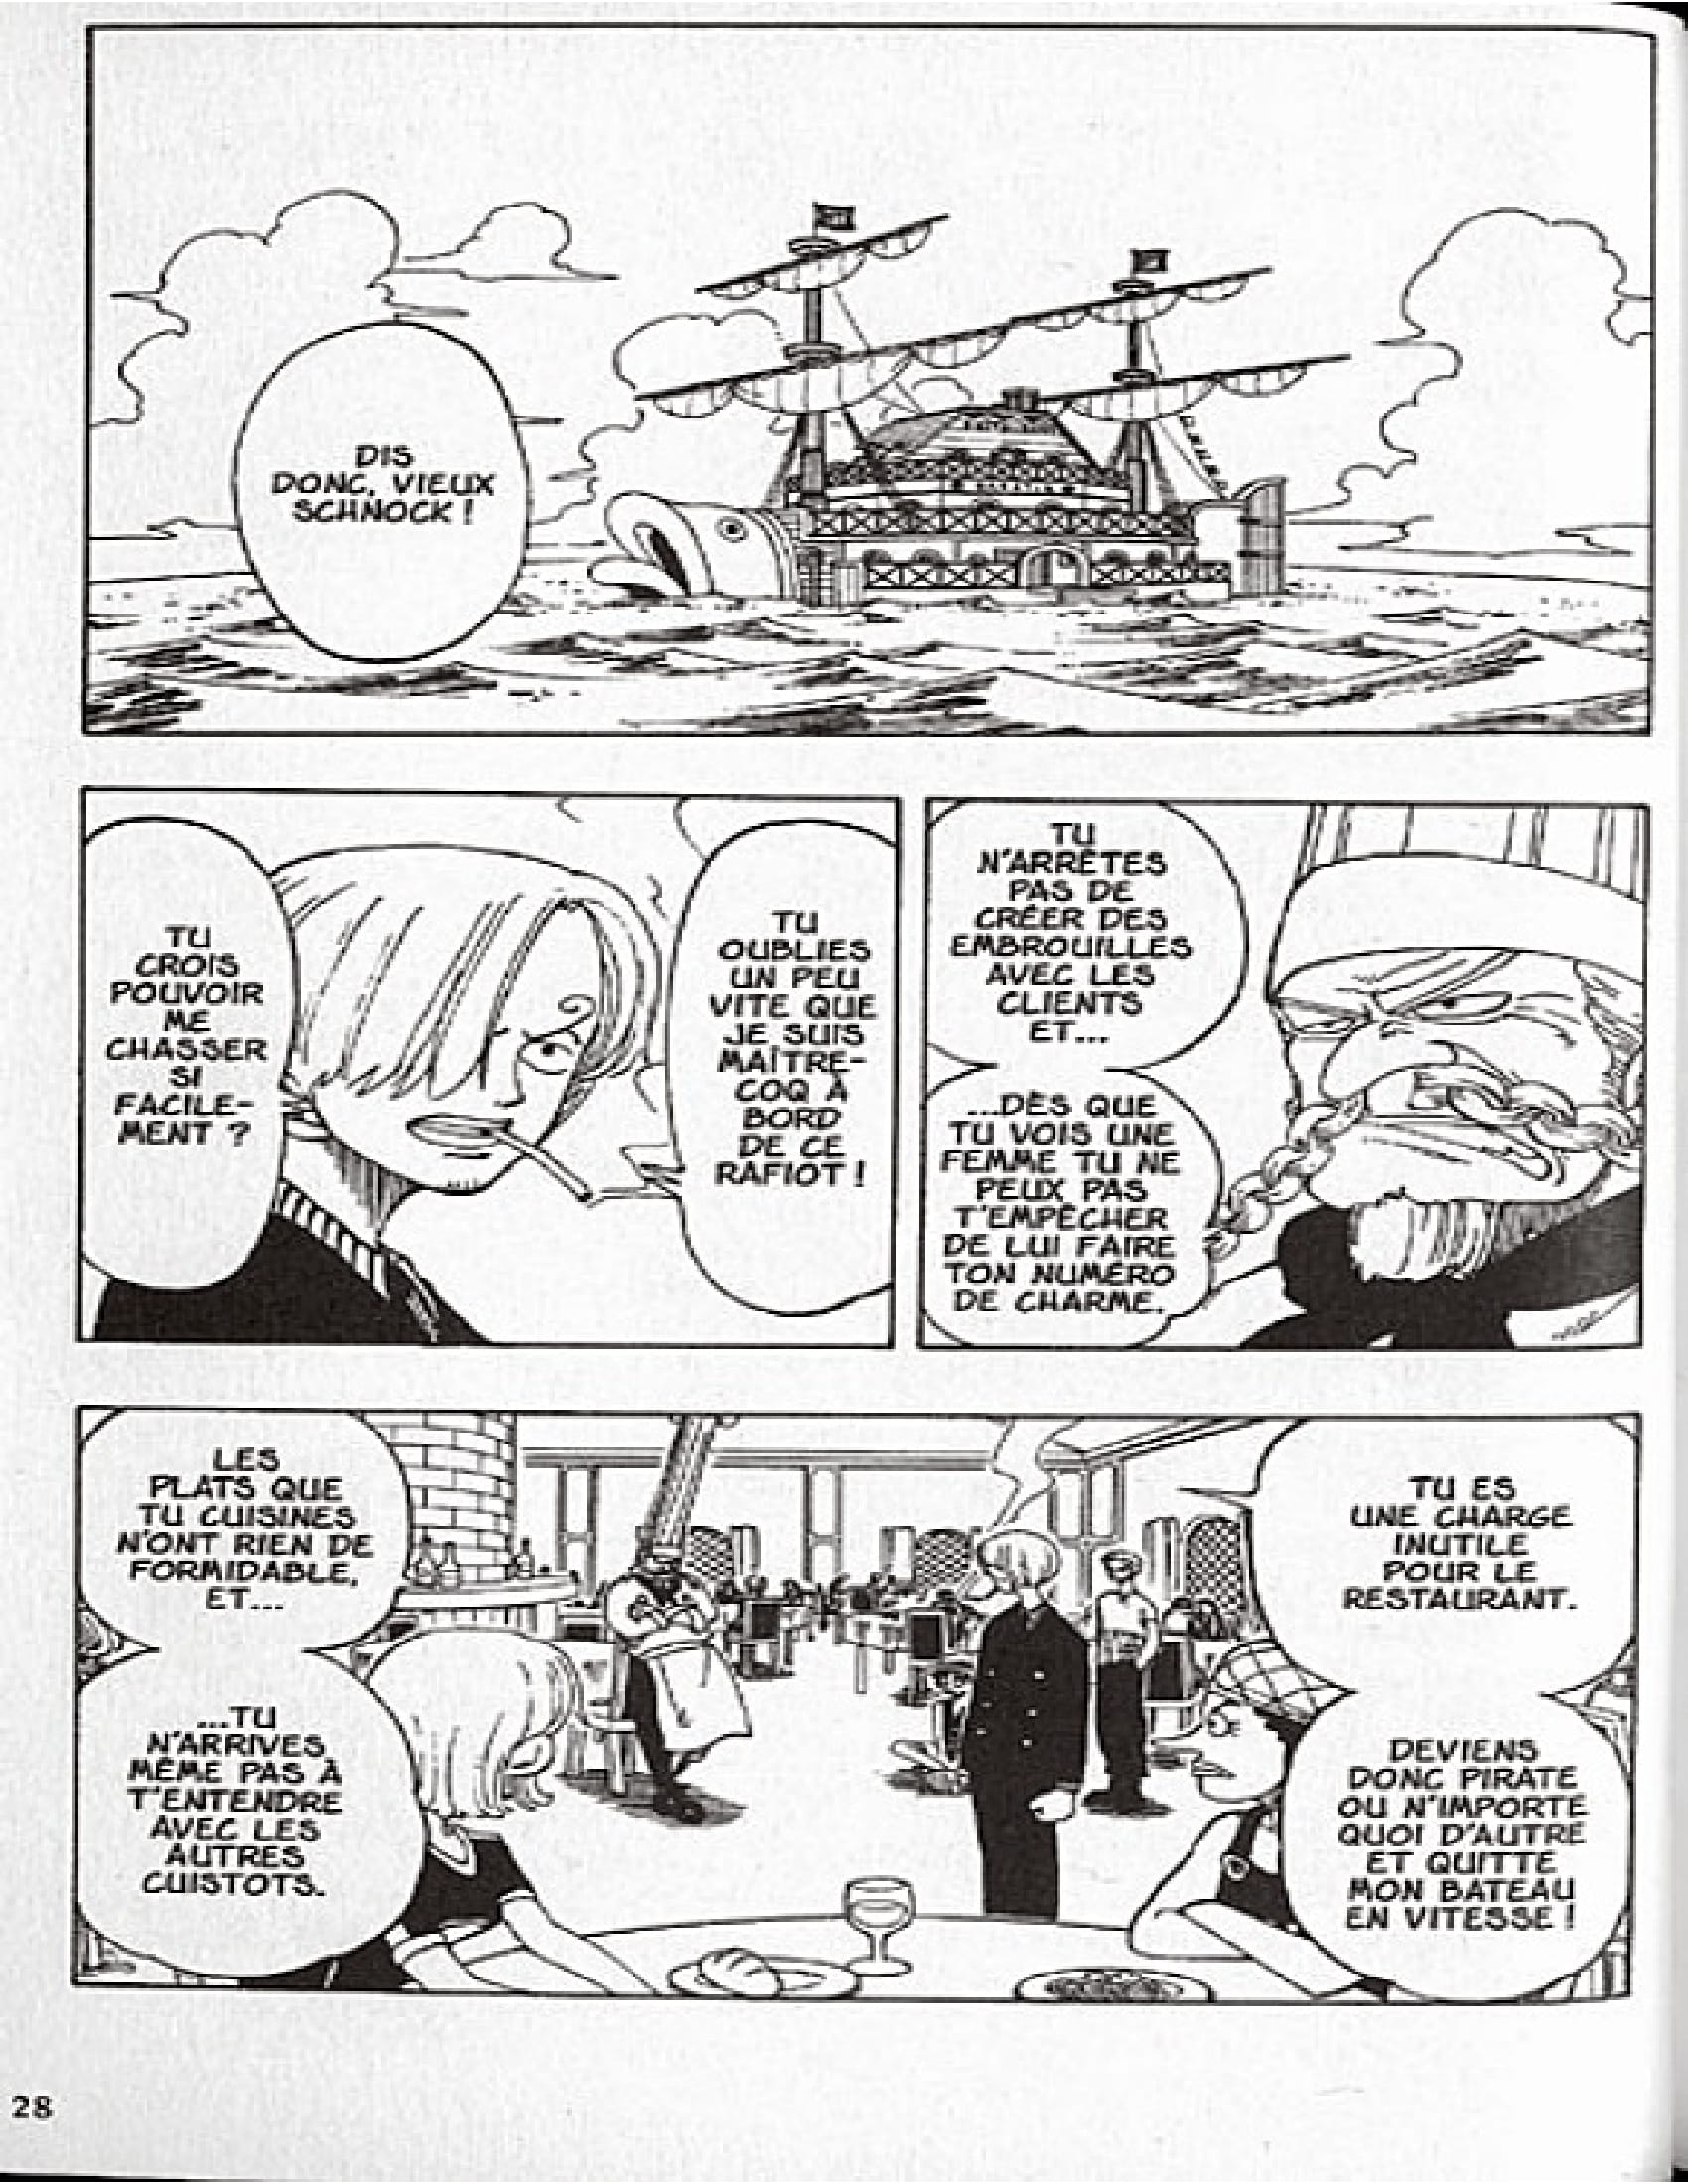 DIS
DONC, VIEUX
SCHNOCK !
TU
CROIS
POUVOIR
ME
CHASSER
SI
FACILE-
MENT ?
TU
OUBLIES
UN PEU
VITE QUE
JE SUIS
MAÎTRE-
COQ À
BORD
DE CE
RAFIOT !
TU
N'ARRÊTES
PAS DE
CRÉER DES
EMBROUILLES
AVEC LES
CLIENTS
ET...
...DÈS QUE
TU VOIS UNE
FEMME TU NE
PEUX PAS
T'EMPÊCHER
DE LUI FAIRE
TON NUMÉRO
DE CHARME.
LES
PLATS QUE
TU CUISINES
N'ONT RIEN DE
FORMIDABLE,
ET...
...TU
N'ARRIVES
MÊME PAS À
T'ENTENDRE
AVEC LES
AUTRES
CUISTOTS.
TU ES
UNE CHARGE
INUTILE
POUR LE
RESTAURANT.
DEVIENS
DONC PIRATE
OU N'IMPORTE
QUOI D'AUTRE
ET QUITTE
MON BATEAU
EN VITESSE !
28